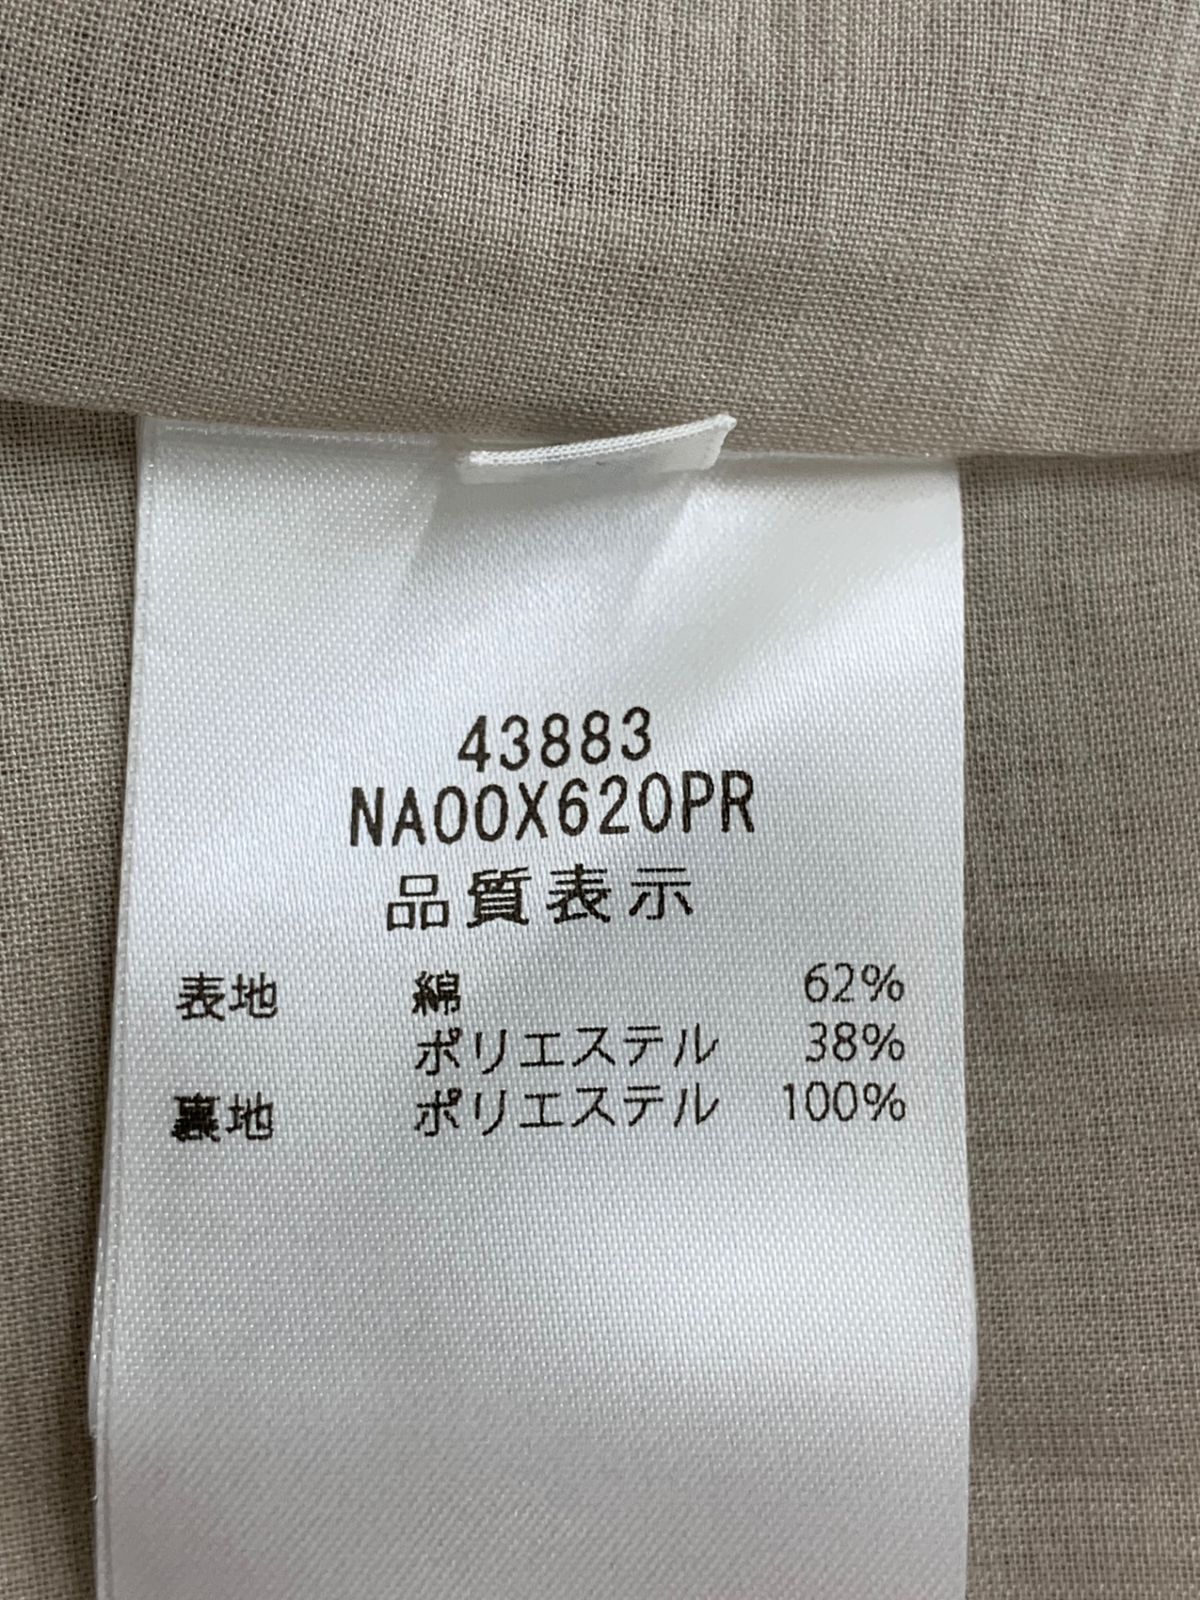 43883
NA00X620PR
品質表示
表地 綿 62%
ポリエステル 38%
裏地 ポリエステル 100%